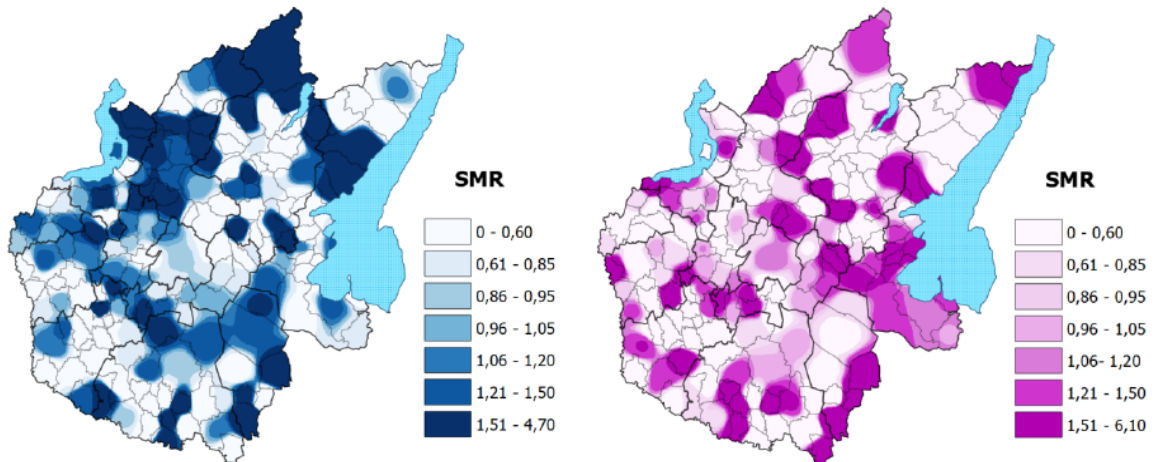 SMR
0 - 0,60
0,61 - 0,85
0,86 - 0,95
0,96 - 1,05
1,06 - 1,20
1,21 - 1,50
1,51 - 4,70
SMR
0 - 0,60
0,61 - 0,85
0,86 - 0,95
0,96 - 1,05
1,06- 1,20
1,21 - 1,50
1,51 - 6,10